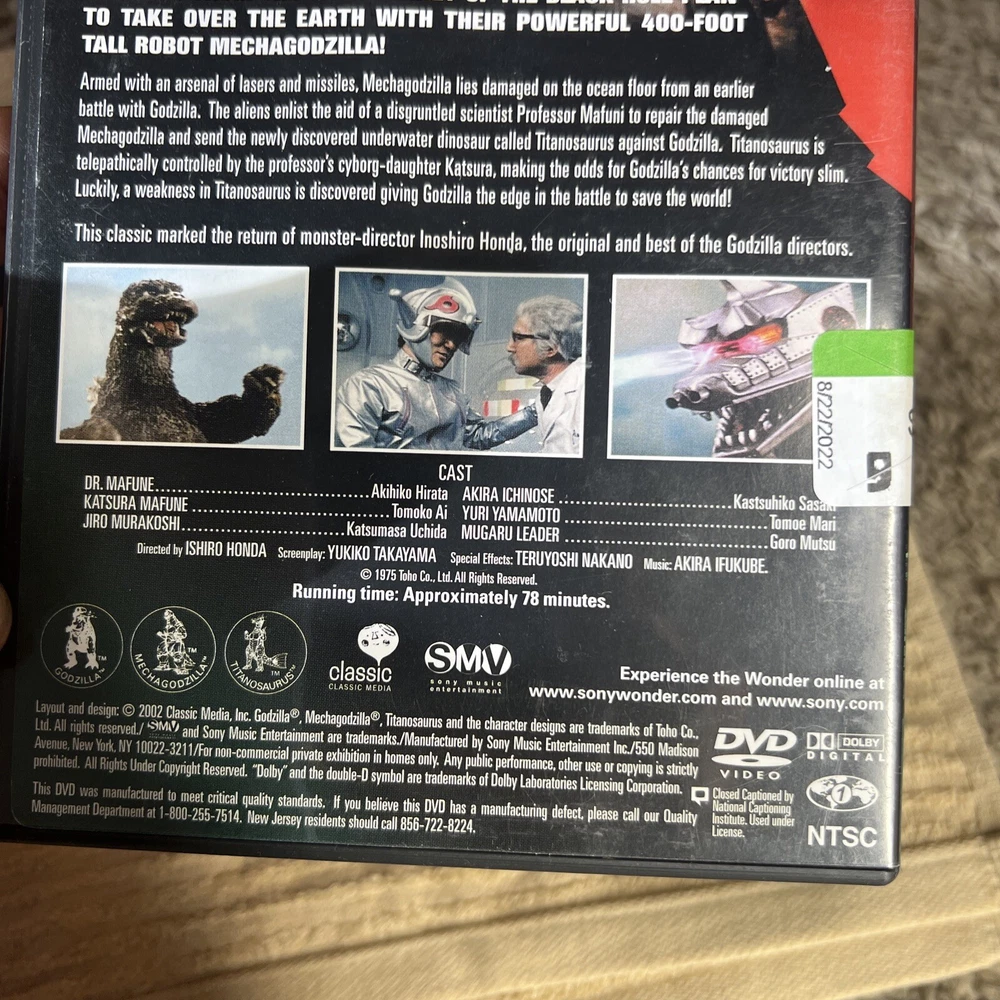 TO TAKE OVER THE EARTH WITH THEIR POWERFUL 400-FOOT
TALL ROBOT MECHAGODZILLA!
Armed with an arsenal of lasers and missiles, Mechagodzilla lies damaged on the ocean floor from an earlier
battle with Godzilla. The aliens enlist the aid of a disgruntled scientist Professor Mafuni to repair the damaged
Mechagodzilla and send the newly discovered underwater dinosaur called Titanosaurus against Godzilla. Titanosaurus is
telepathically controlled by the professor's cyborg-daughter Katsura, making the odds for Godzilla's chances for victory slim.
Luckily, a weakness in Titanosaurus is discovered giving Godzilla the edge in the battle to save the world!
This classic marked the return of monster-director Inoshiro Honda, the original and best of the Godzilla directors.
8/22/2022
CAST
DR. MAFUNE........Akihiko Hirata
KATSURA MAFUNE........Tomoko Ai
JIRO MURAKOSHI........Katsumasa Uchida
AKIRA ICHINOSE........Kastsuhiko Sasaki
YURI YAMAMOTO........Tomoe Mari
MUGARU LEADER........Goro Mutsu
Directed by ISHIRO HONDA Screenplay: YUKIKO TAKAYAMA Special Effects: TERUYOSHI NAKANO Music: AKIRA IFUKUBE.
© 1975 Toho Co., Ltd. All Rights Reserved.
Running time: Approximately 78 minutes.
GODZILLA™
MECHAGODZILLA™
TITANOSAURUS™
classic
CLASSIC MEDIA
SMV
sony music
entertainment
Experience the Wonder online at
www.sonywonder.com and www.sony.com
Layout and design: © 2002 Classic Media, Inc. Godzilla®, Mechagodzilla®, Titanosaurus and the character designs are trademarks of Toho Co.,
Ltd. All rights reserved./ SMV and Sony Music Entertainment are trademarks./Manufactured by Sony Music Entertainment Inc./550 Madison
Avenue, New York, NY 10022-3211/For non-commercial private exhibition in homes only. Any public performance, other use or copying is strictly
prohibited. All Rights Under Copyright Reserved. "Dolby" and the double-D symbol are trademarks of Dolby Laboratories Licensing Corporation.
This DVD was manufactured to meet critical quality standards. If you believe this DVD has a manufacturing defect, please call our Quality
Management Department at 1-800-255-7514. New Jersey residents should call 856-722-8224.
DVD
VIDEO
DOLBY
DIGITAL
Closed Captioned by
National Captioning
Institute. Used under
License.
1
NTSC